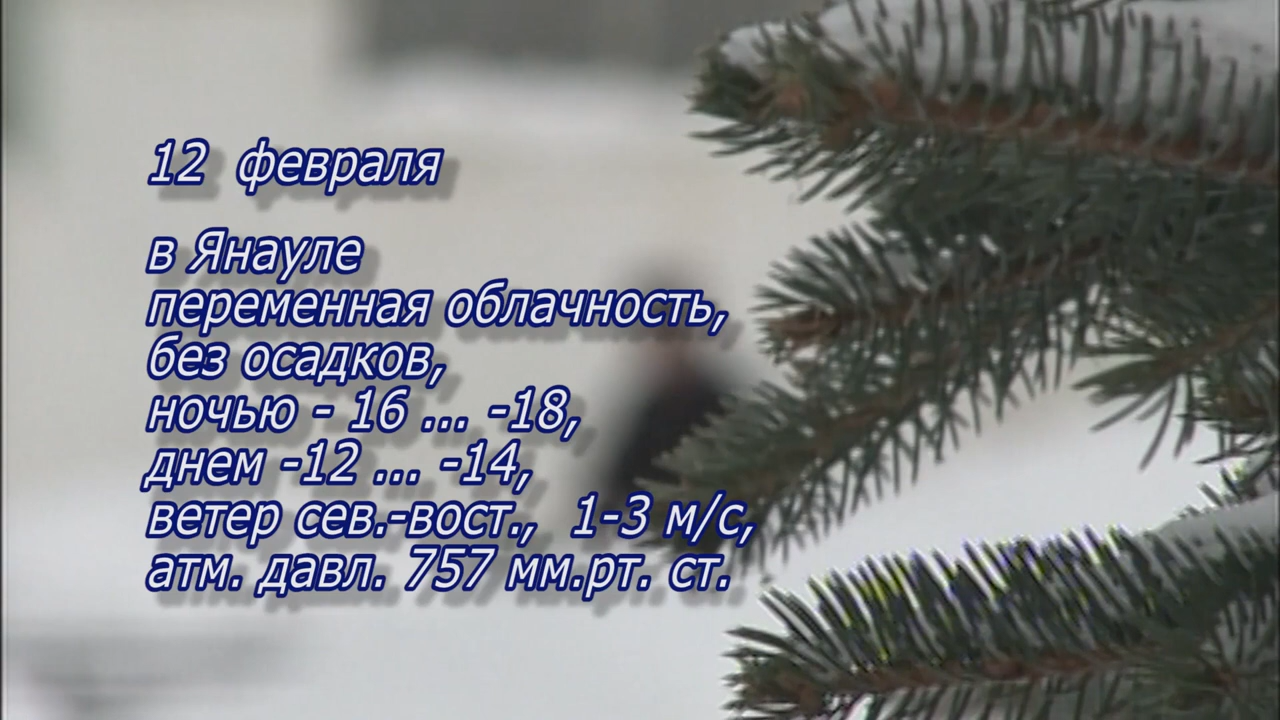 12 февраля
в Янауле
переменная облачность,
без осадков,
ночью - 16 ... -18,
днем -12 ... -14,
ветер сев.-вост., 1-3 м/с,
атм. давл. 757 мм.рт. ст.